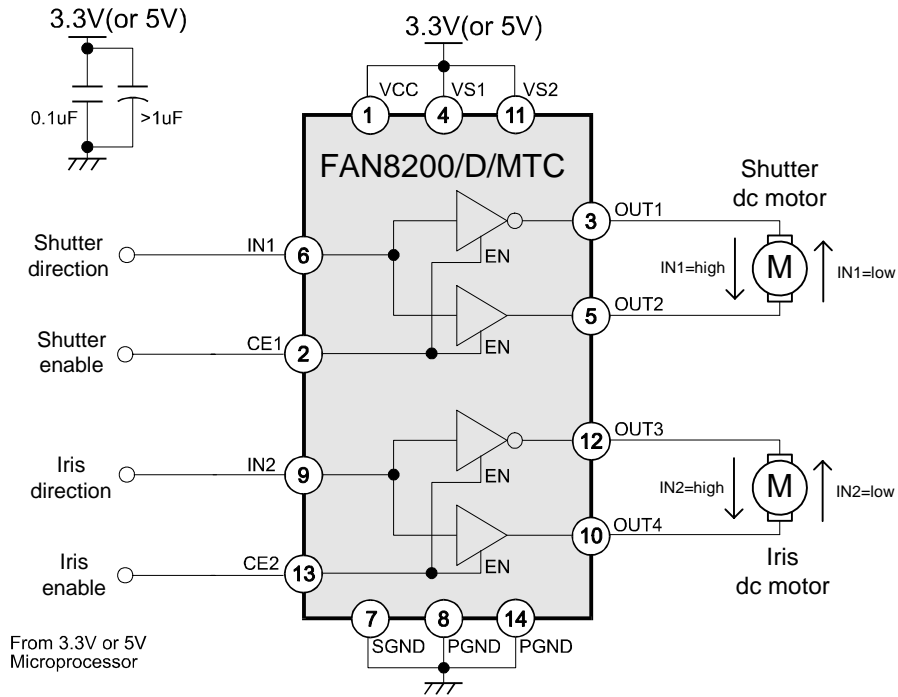 3.3V(or 5V)
0.1uF
>1uF
3.3V(or 5V)
VCC
VS1
VS2
1
4
11
FAN8200/D/MTC
Shutter
direction
IN1
6
EN
3
OUT1
Shutter
dc motor
IN1=high
M
IN1=low
Shutter
enable
CE1
2
EN
5
OUT2
Iris
direction
IN2
9
EN
12
OUT3
IN2=high
M
IN2=low
Iris
enable
CE2
13
EN
10
OUT4
Iris
dc motor
7
8
14
SGND
PGND
PGND
From 3.3V or 5V
Microprocessor